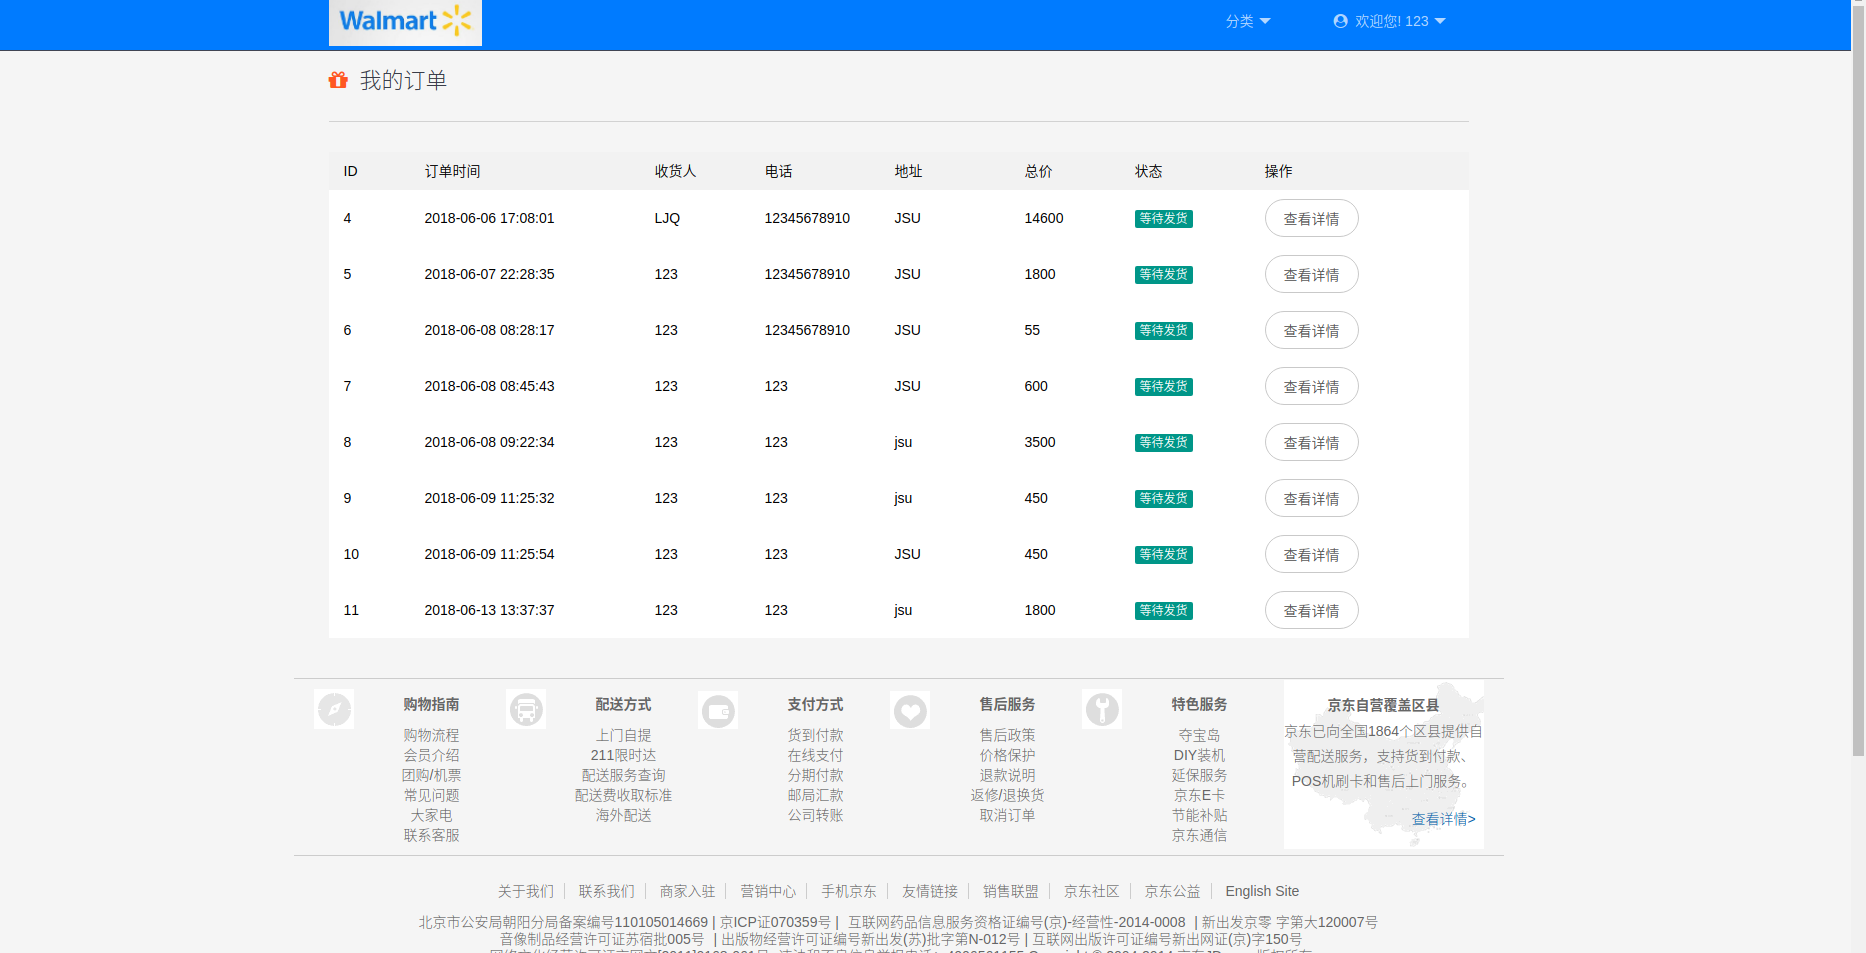 Walmart
分类
欢迎您! 123
我的订单
ID 订单时间 收货人 电话 地址 总价 状态 操作
4 2018-06-06 17:08:01 LJQ 12345678910 JSU 14600 等待发货 查看详情
5 2018-06-07 22:28:35 123 12345678910 JSU 1800 等待发货 查看详情
6 2018-06-08 08:28:17 123 12345678910 JSU 55 等待发货 查看详情
7 2018-06-08 08:45:43 123 123 JSU 600 等待发货 查看详情
8 2018-06-08 09:22:34 123 123 jsu 3500 等待发货 查看详情
9 2018-06-09 11:25:32 123 123 jsu 450 等待发货 查看详情
10 2018-06-09 11:25:54 123 123 JSU 450 等待发货 查看详情
11 2018-06-13 13:37:37 123 123 jsu 1800 等待发货 查看详情
购物指南
购物流程
会员介绍
团购/机票
常见问题
大家电
联系客服
配送方式
上门自提
211限时达
配送服务查询
配送费收取标准
海外配送
支付方式
货到付款
在线支付
分期付款
邮局汇款
公司转账
售后服务
售后政策
价格保护
退款说明
返修/退换货
取消订单
特色服务
夺宝岛
DIY装机
延保服务
京东E卡
节能补贴
京东通信
京东自营覆盖区县
京东已向全国1864个区县提供自
营配送服务，支持货到付款、
POS机刷卡和售后上门服务。
查看详情>
关于我们 联系我们 商家入驻 营销中心 手机京东 友情链接 销售联盟 京东社区 京东公益 English Site
北京市公安局朝阳分局备案编号110105014669 | 京ICP证070359号 | 互联网药品信息服务资格证编号(京)-经营性-2014-0008 | 新出发京零 字第大120007号
音像制品经营许可证苏宿批005号 | 出版物经营许可证编号新出发(苏)批字第N-012号 | 互联网出版许可证编号新出网证(京)字150号